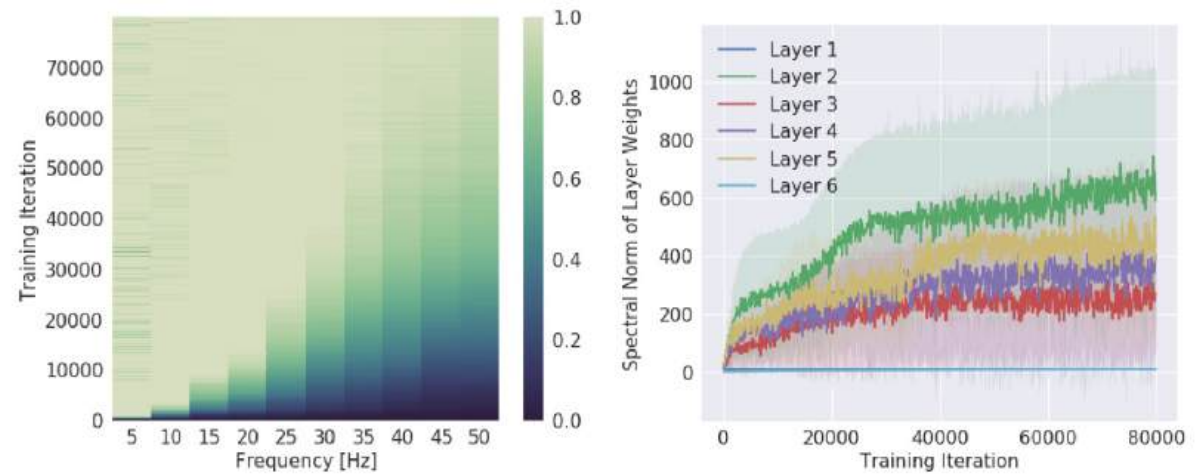 70000
60000
50000
40000
30000
20000
10000
0
Training Iteration
5 10 15 20 25 30 35 40 45 50
Frequency [Hz]
1.0
0.8
0.6
0.4
0.2
0.0
Layer 1
Layer 2
Layer 3
Layer 4
Layer 5
Layer 6
1000
800
600
400
200
0
Spectral Norm of Layer Weights
0 20000 40000 60000 80000
Training Iteration